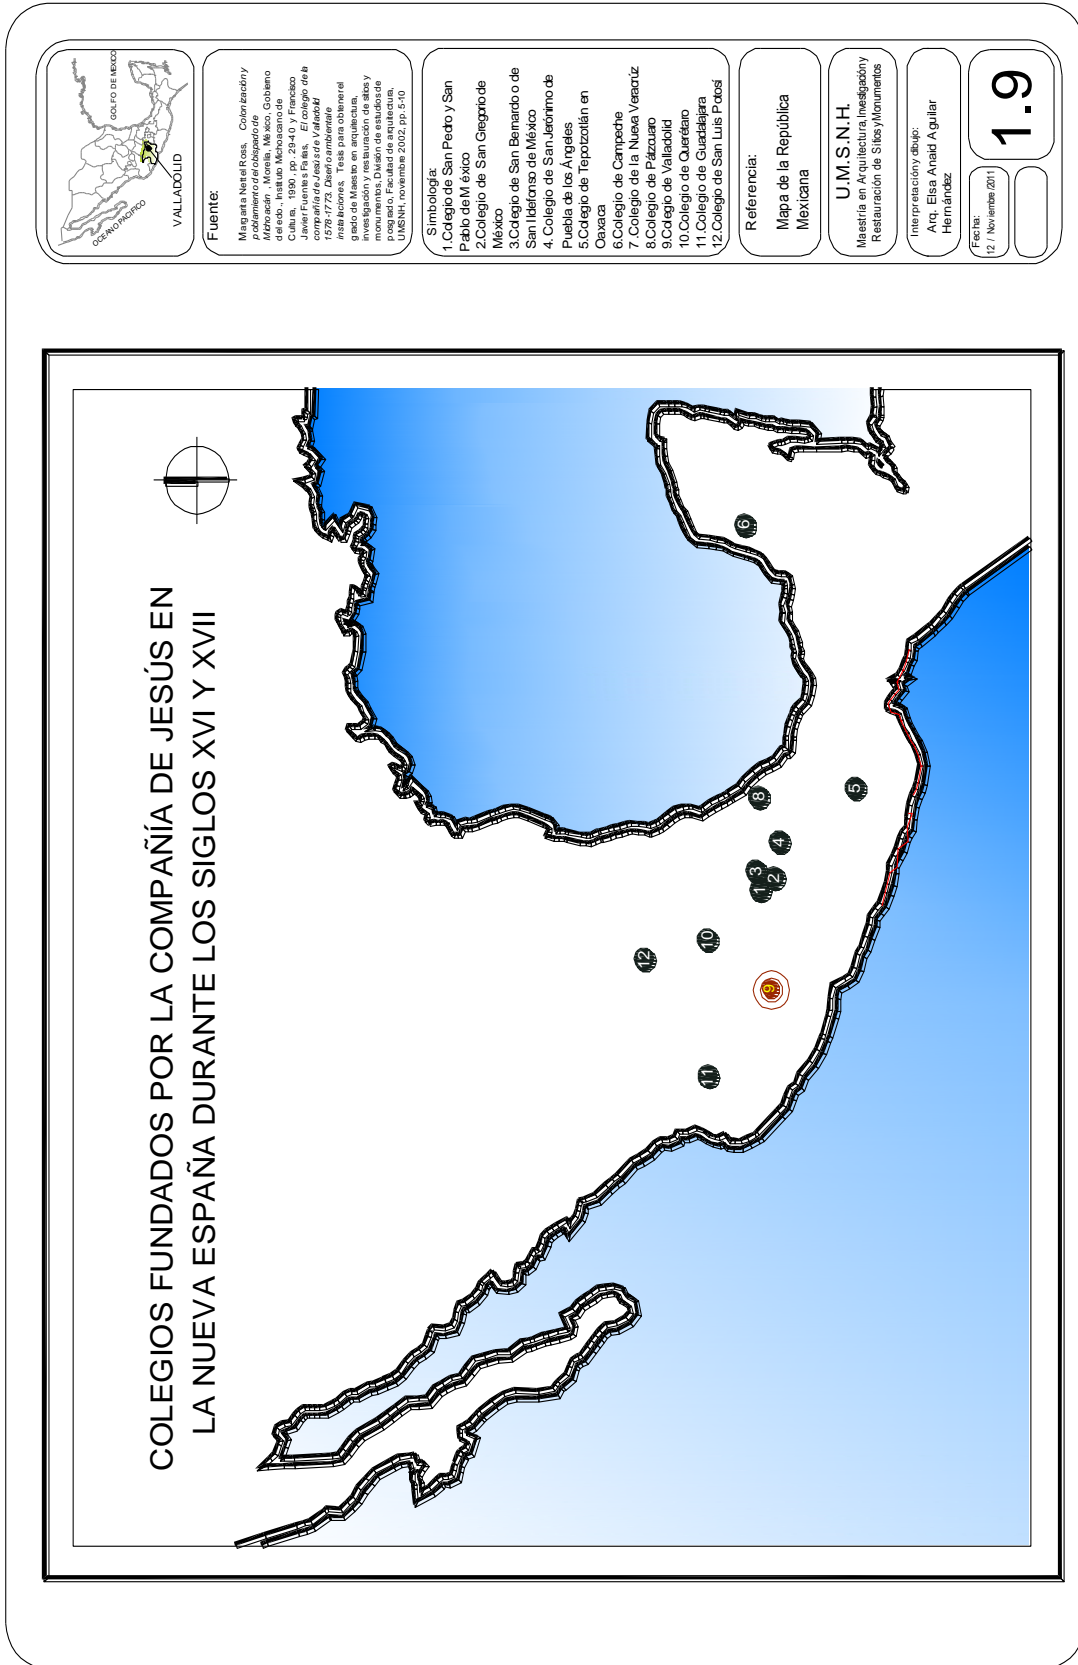 COLEGIOS FUNDADOS POR LA COMPAÑÍA DE JESÚS EN
LA NUEVA ESPAÑA DURANTE LOS SIGLOS XVI Y XVII
12
10
11
9
1
3
2
4
8
5
6
GOLFO DE MEXICO
OCEANO PACIFICO
VALLADOLID
Fuente:
Margarita Nettel Ross, Colonización y
poblamiento del obispado de
Michoacán, Morelia, México, Gobierno
del edo., Instituto Michoacano de
Cultura, 1990, pp. 29-40 y Francisco
Javier Fuentes Farias, El colegio de la
compañía de Jesús de Valladolid
1578-1773. Diseño ambiental e
instalaciones, Tesis para obtener el
grado de Maestro en arquitectura,
investigación y restauración de sitios y
monumentos, División de estudios de
posgrado, Facultad de arquitectura,
UMSNH, noviembre 2002, pp. 5-10
Simbología:
1.Colegio de San Pedro y San
Pablo de México
2.Colegio de San Gregorio de
México
3.Colegio de San Bernardo o de
San Ildefonso de México
4. Colegio de San Jerónimo de
Puebla de los Ángeles
5.Colegio de Tepotzotlán en
Oaxaca
6.Colegio de Campeche
7.Colegio de la Nueva Veracrúz
8.Colegio de Pátzcuaro
9.Colegio de Valladolid
10.Colegio de Querétaro
11.Colegio de Guadalajara
12.Colegio de San Luis Potosí
Referencia:
Mapa de la República
Mexicana
U.M.S.N.H.
Maestría en Arquitectura, Investigación y
Restauración de Sitios y Monumentos
Interpretación y dibujo:
Arq. Elsa Anaid Aguilar
Hernández
Fecha:
12 / Noviembre /2011
1.9